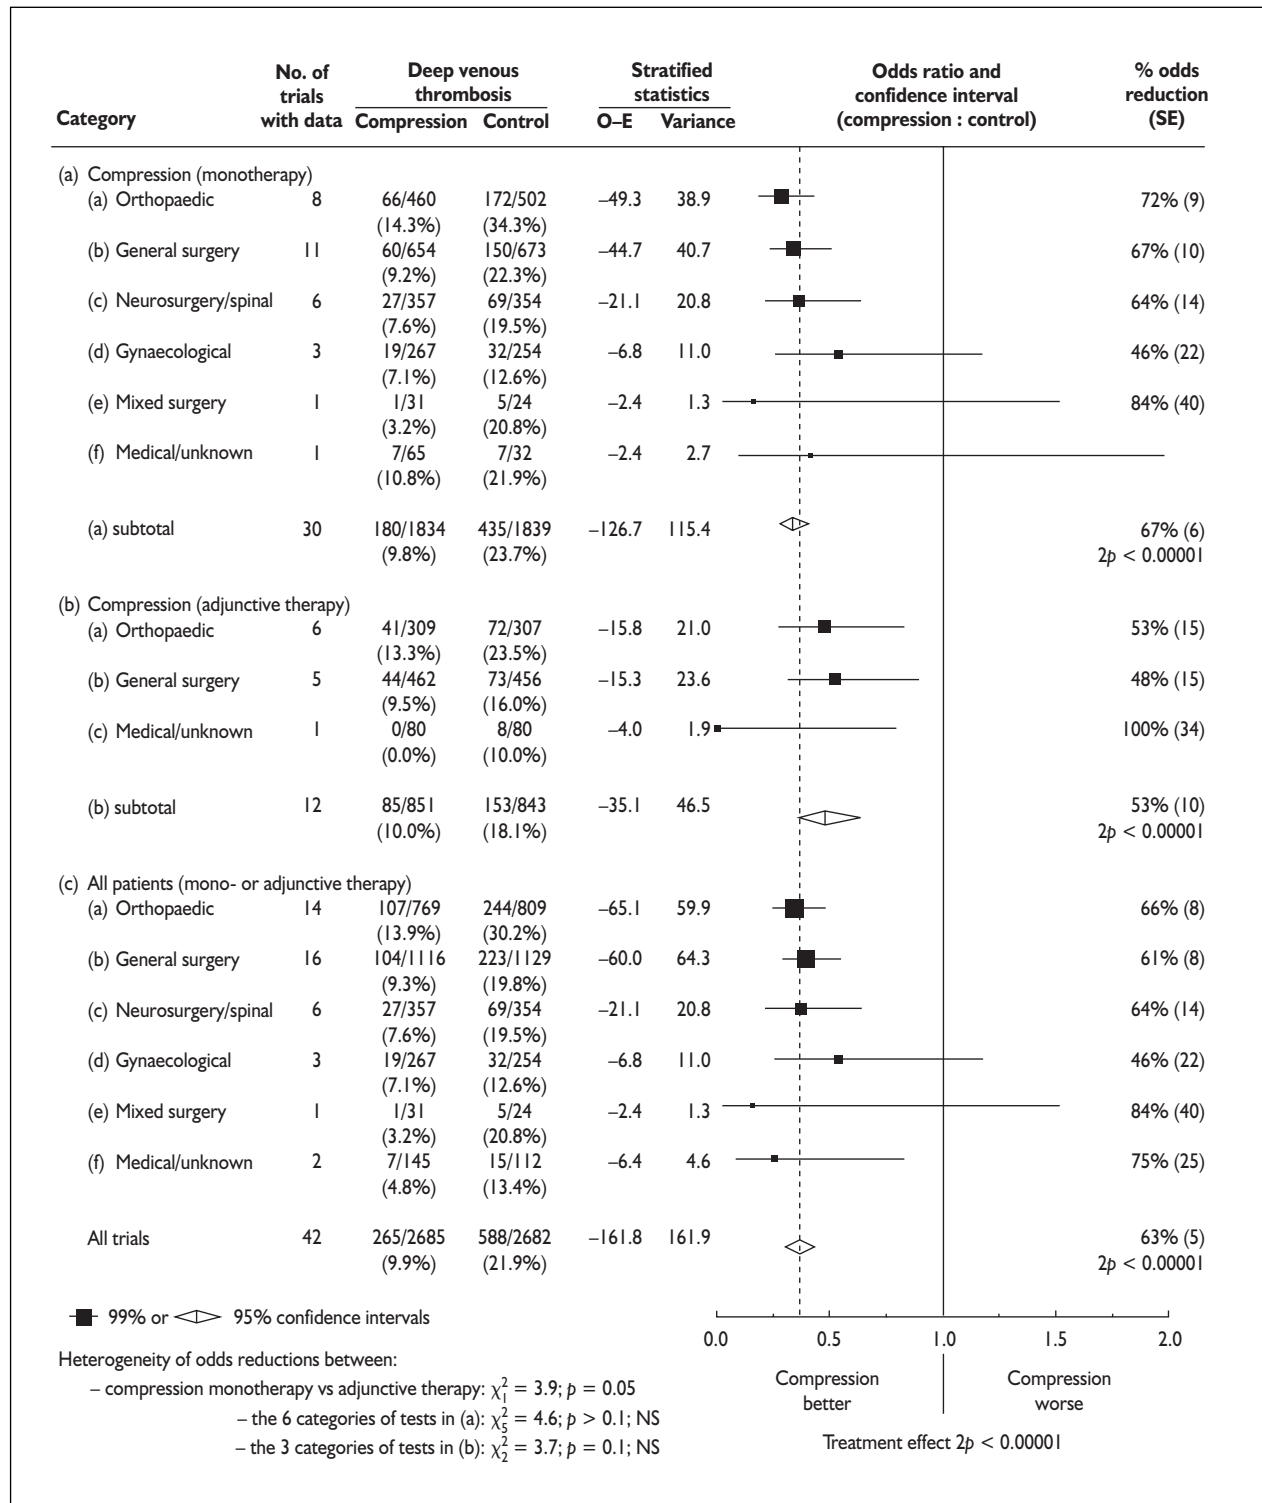 No. of Deep venous Stratified Odds ratio and % odds
trials thrombosis statistics confidence interval reduction
Category with data Compression Control O–E Variance (compression : control) (SE)
(a) Compression (monotherapy)
(a) Orthopaedic 8 66/460 172/502 –49.3 38.9 72% (9)
(14.3%) (34.3%)
(b) General surgery 11 60/654 150/673 –44.7 40.7 67% (10)
(9.2%) (22.3%)
(c) Neurosurgery/spinal 6 27/357 69/354 –21.1 20.8 64% (14)
(7.6%) (19.5%)
(d) Gynaecological 3 19/267 32/254 –6.8 11.0 46% (22)
(7.1%) (12.6%)
(e) Mixed surgery 1 1/31 5/24 –2.4 1.3 84% (40)
(3.2%) (20.8%)
(f) Medical/unknown 1 7/65 7/32 –2.4 2.7
(10.8%) (21.9%)
(a) subtotal 30 180/1834 435/1839 –126.7 115.4 67% (6)
(9.8%) (23.7%) 2p < 0.00001
(b) Compression (adjunctive therapy)
(a) Orthopaedic 6 41/309 72/307 –15.8 21.0 53% (15)
(13.3%) (23.5%)
(b) General surgery 5 44/462 73/456 –15.3 23.6 48% (15)
(9.5%) (16.0%)
(c) Medical/unknown 1 0/80 8/80 –4.0 1.9 100% (34)
(0.0%) (10.0%)
(b) subtotal 12 85/851 153/843 –35.1 46.5 53% (10)
(10.0%) (18.1%) 2p < 0.00001
(c) All patients (mono- or adjunctive therapy)
(a) Orthopaedic 14 107/769 244/809 –65.1 59.9 66% (8)
(13.9%) (30.2%)
(b) General surgery 16 104/1116 223/1129 –60.0 64.3 61% (8)
(9.3%) (19.8%)
(c) Neurosurgery/spinal 6 27/357 69/354 –21.1 20.8 64% (14)
(7.6%) (19.5%)
(d) Gynaecological 3 19/267 32/254 –6.8 11.0 46% (22)
(7.1%) (12.6%)
(e) Mixed surgery 1 1/31 5/24 –2.4 1.3 84% (40)
(3.2%) (20.8%)
(f) Medical/unknown 2 7/145 15/112 –6.4 4.6 75% (25)
(4.8%) (13.4%)
All trials 42 265/2685 588/2682 –161.8 161.9 63% (5)
(9.9%) (21.9%) 2p < 0.00001
99% or 95% confidence intervals
0.0 0.5 1.0 1.5 2.0
Heterogeneity of odds reductions between:
– compression monotherapy vs adjunctive therapy: χ²₁ = 3.9; p = 0.05
– the 6 categories of tests in (a): χ²₅ = 4.6; p > 0.1; NS
– the 3 categories of tests in (b): χ²₂ = 3.7; p = 0.1; NS
Compression Compression
better worse
Treatment effect 2p < 0.00001